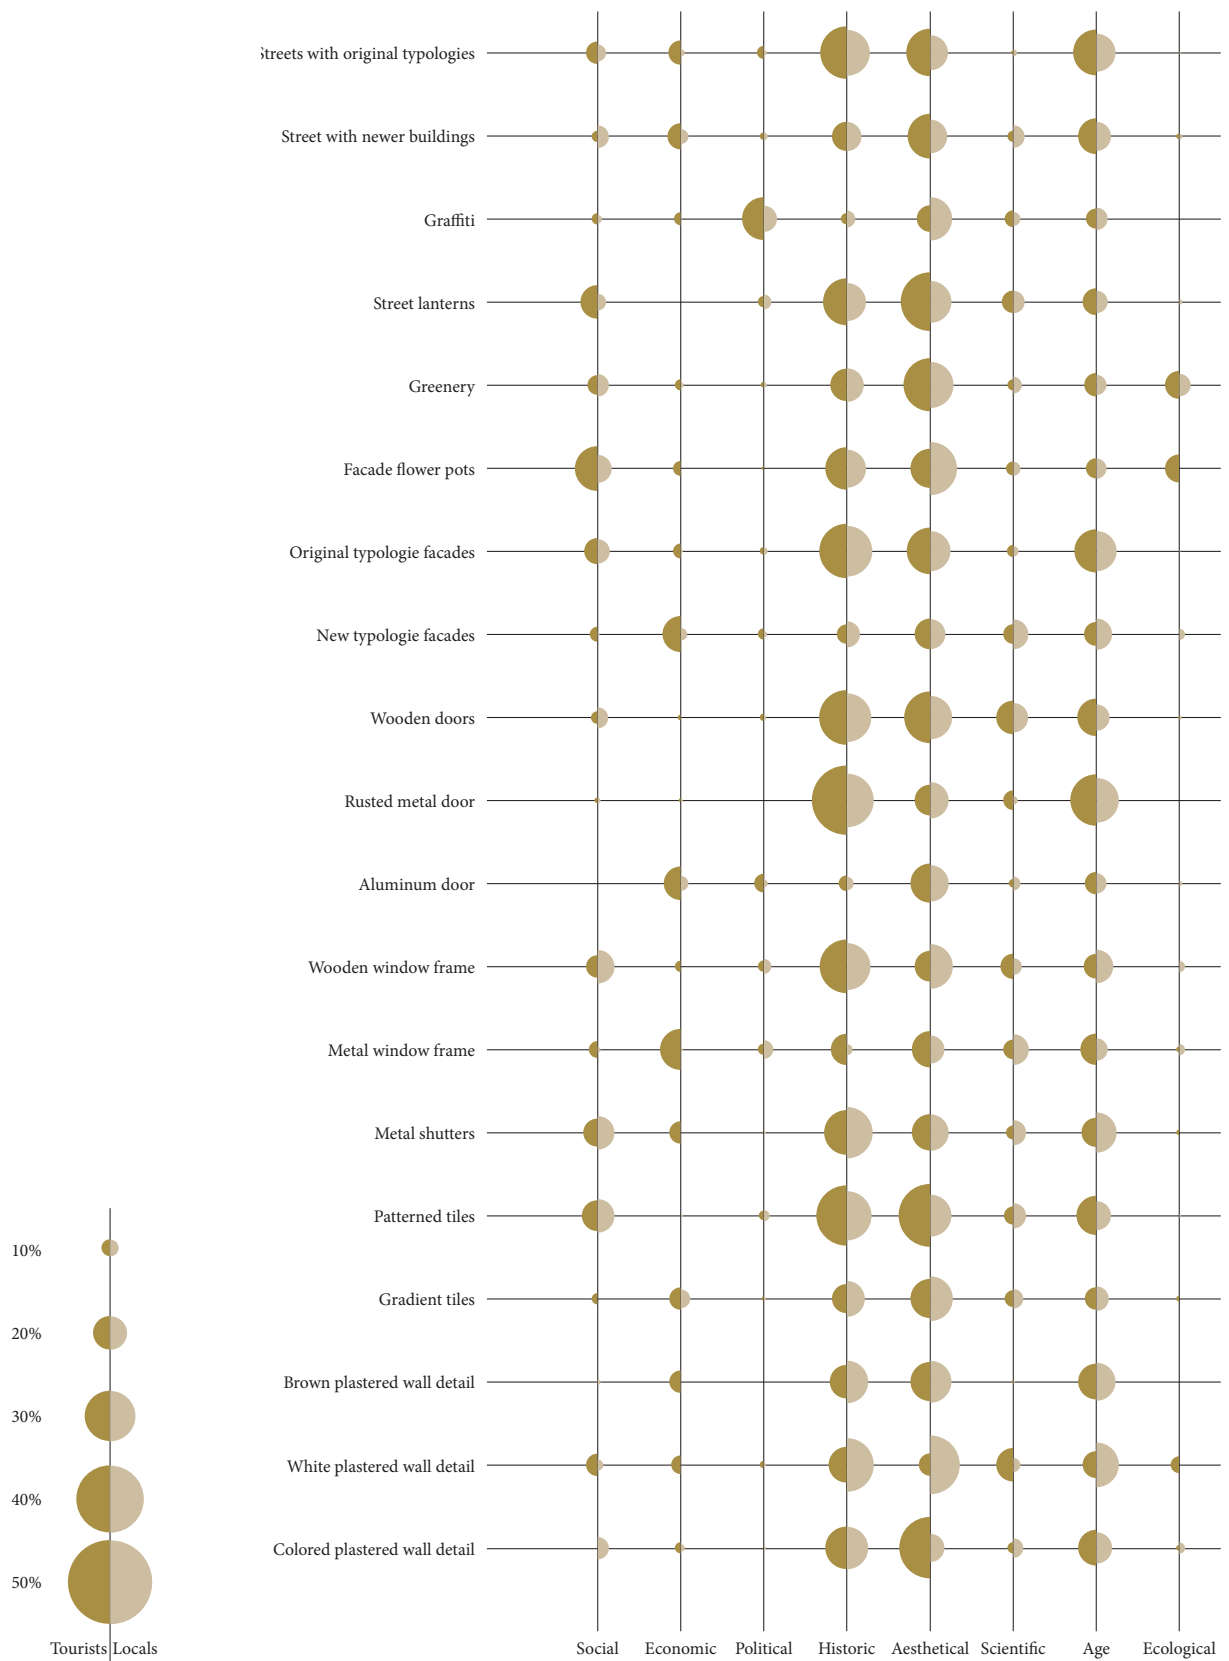 Streets with original typologies
Street with newer buildings
Graffiti
Street lanterns
Greenery
Facade flower pots
Original typologie facades
New typologie facades
Wooden doors
Rusted metal door
Aluminum door
Wooden window frame
Metal window frame
Metal shutters
Patterned tiles
Gradient tiles
Brown plastered wall detail
White plastered wall detail
Colored plastered wall detail
10%
20%
30%
40%
50%
Tourists Locals
Social Economic Political Historic Aesthetical Scientific Age Ecological